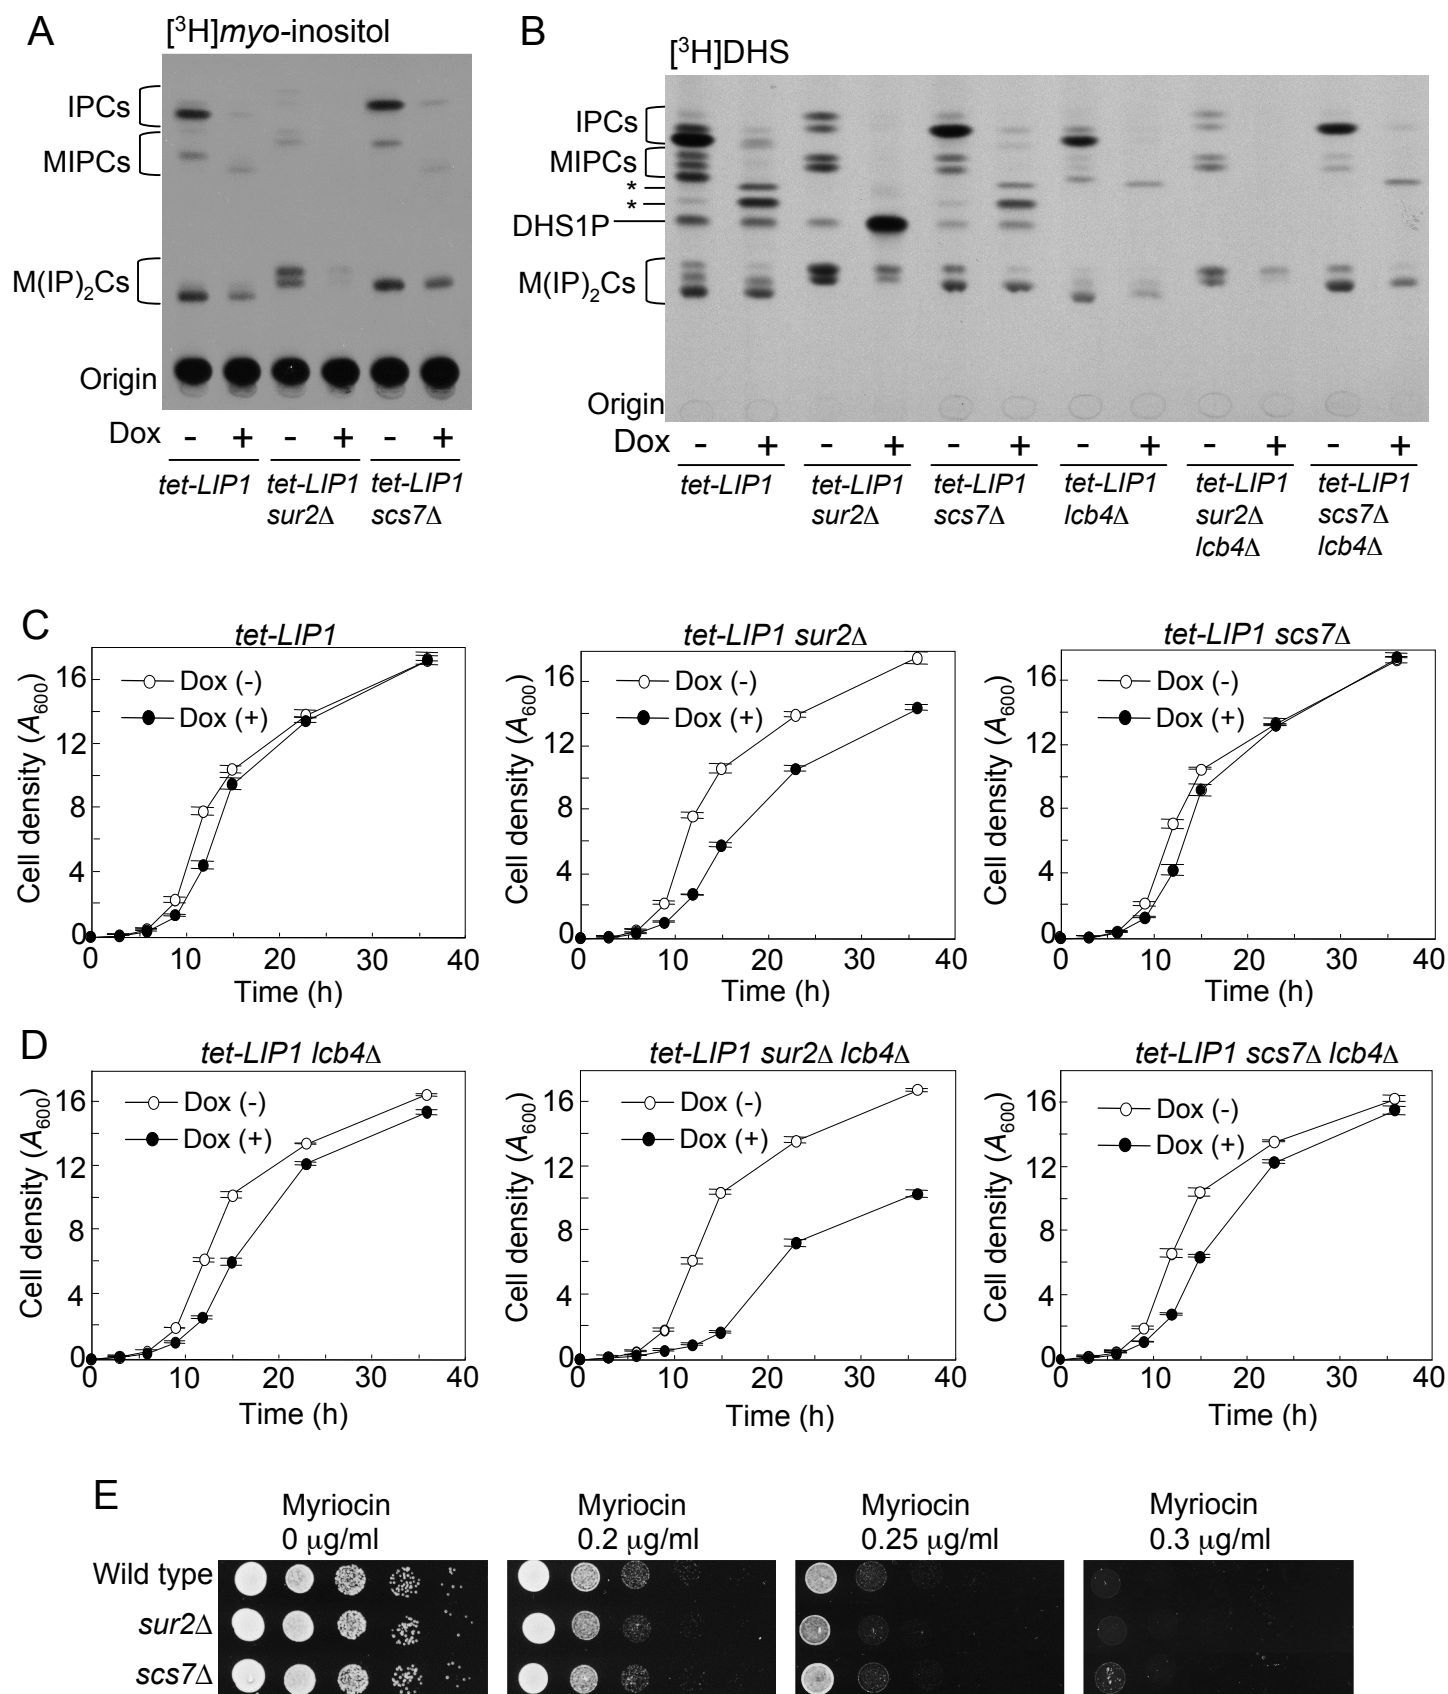 A
[³H]myo-inositol
IPCs
MIPCs
M(IP)₂Cs
Origin
Dox - + - + - +
tet-LIP1 tet-LIP1 tet-LIP1
sur2Δ scs7Δ
B
[³H]DHS
IPCs
MIPCs
*
*
DHS1P
M(IP)₂Cs
Origin
Dox - + - + - + - + - + - +
tet-LIP1 tet-LIP1 tet-LIP1 tet-LIP1 tet-LIP1 tet-LIP1
sur2Δ scs7Δ lcb4Δ sur2Δ scs7Δ
lcb4Δ lcb4Δ
C
tet-LIP1
Dox (-)
Dox (+)
Cell density (A₆₀₀)
16
12
8
4
0
0 10 20 30 40
Time (h)
tet-LIP1 sur2Δ
Dox (-)
Dox (+)
Cell density (A₆₀₀)
16
12
8
4
0
0 10 20 30 40
Time (h)
tet-LIP1 scs7Δ
Dox (-)
Dox (+)
Cell density (A₆₀₀)
16
12
8
4
0
0 10 20 30 40
Time (h)
D
tet-LIP1 lcb4Δ
Dox (-)
Dox (+)
Cell density (A₆₀₀)
16
12
8
4
0
0 10 20 30 40
Time (h)
tet-LIP1 sur2Δ lcb4Δ
Dox (-)
Dox (+)
Cell density (A₆₀₀)
16
12
8
4
0
0 10 20 30 40
Time (h)
tet-LIP1 scs7Δ lcb4Δ
Dox (-)
Dox (+)
Cell density (A₆₀₀)
16
12
8
4
0
0 10 20 30 40
Time (h)
E
Myriocin Myriocin Myriocin Myriocin
0 μg/ml 0.2 μg/ml 0.25 μg/ml 0.3 μg/ml
Wild type
sur2Δ
scs7Δ